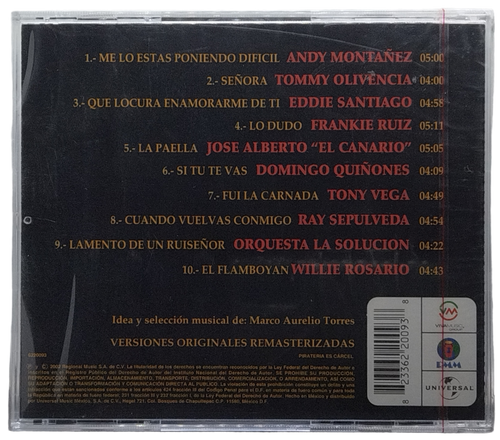 1.- ME LO ESTAS PONIENDO DIFICIL ANDY MONTAÑEZ 05:00
2.- SEÑORA TOMMY OLIVENCIA 04:00
3.- QUE LOCURA ENAMORARME DE TI EDDIE SANTIAGO 04:58
4.- LO DUDO FRANKIE RUIZ 05:11
5.- LA PAELLA JOSE ALBERTO "EL CANARIO" 05:05
6.- SI TU TE VAS DOMINGO QUIÑONES 04:09
7.- FUI LA CARNADA TONY VEGA 04:49
8.- CUANDO VUELVAS CONMIGO RAY SEPULVEDA 04:54
9.- LAMENTO DE UN RUISEÑOR ORQUESTA LA SOLUCION 04:22
10.- EL FLAMBOYAN WILLIE ROSARIO 04:43
Idea y selección musical de: Marco Aurelio Torres
VERSIONES ORIGINALES REMASTERIZADAS
PIRATERIA ES CARCEL
8 23362 20093 8
VM
UNIVERSAL